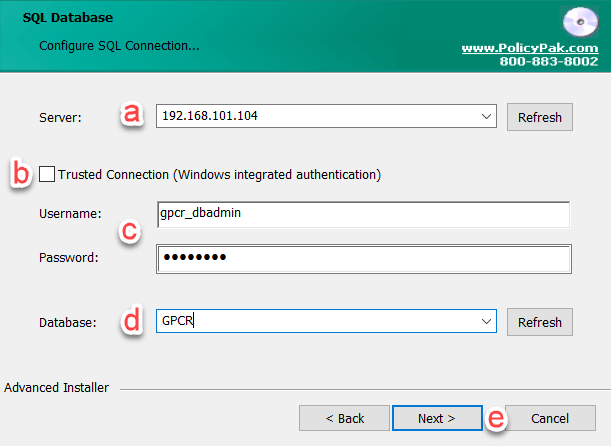 SQL Database
Configure SQL Connection...
www.PolicyPak.com
800-883-8002
Server: a 192.168.101.104 Refresh
b Trusted Connection (Windows integrated authentication)
Username: gpcr_dbadmin
c
Password: ●●●●●●●●
Database: d GPCR Refresh
Advanced Installer
< Back Next > e Cancel